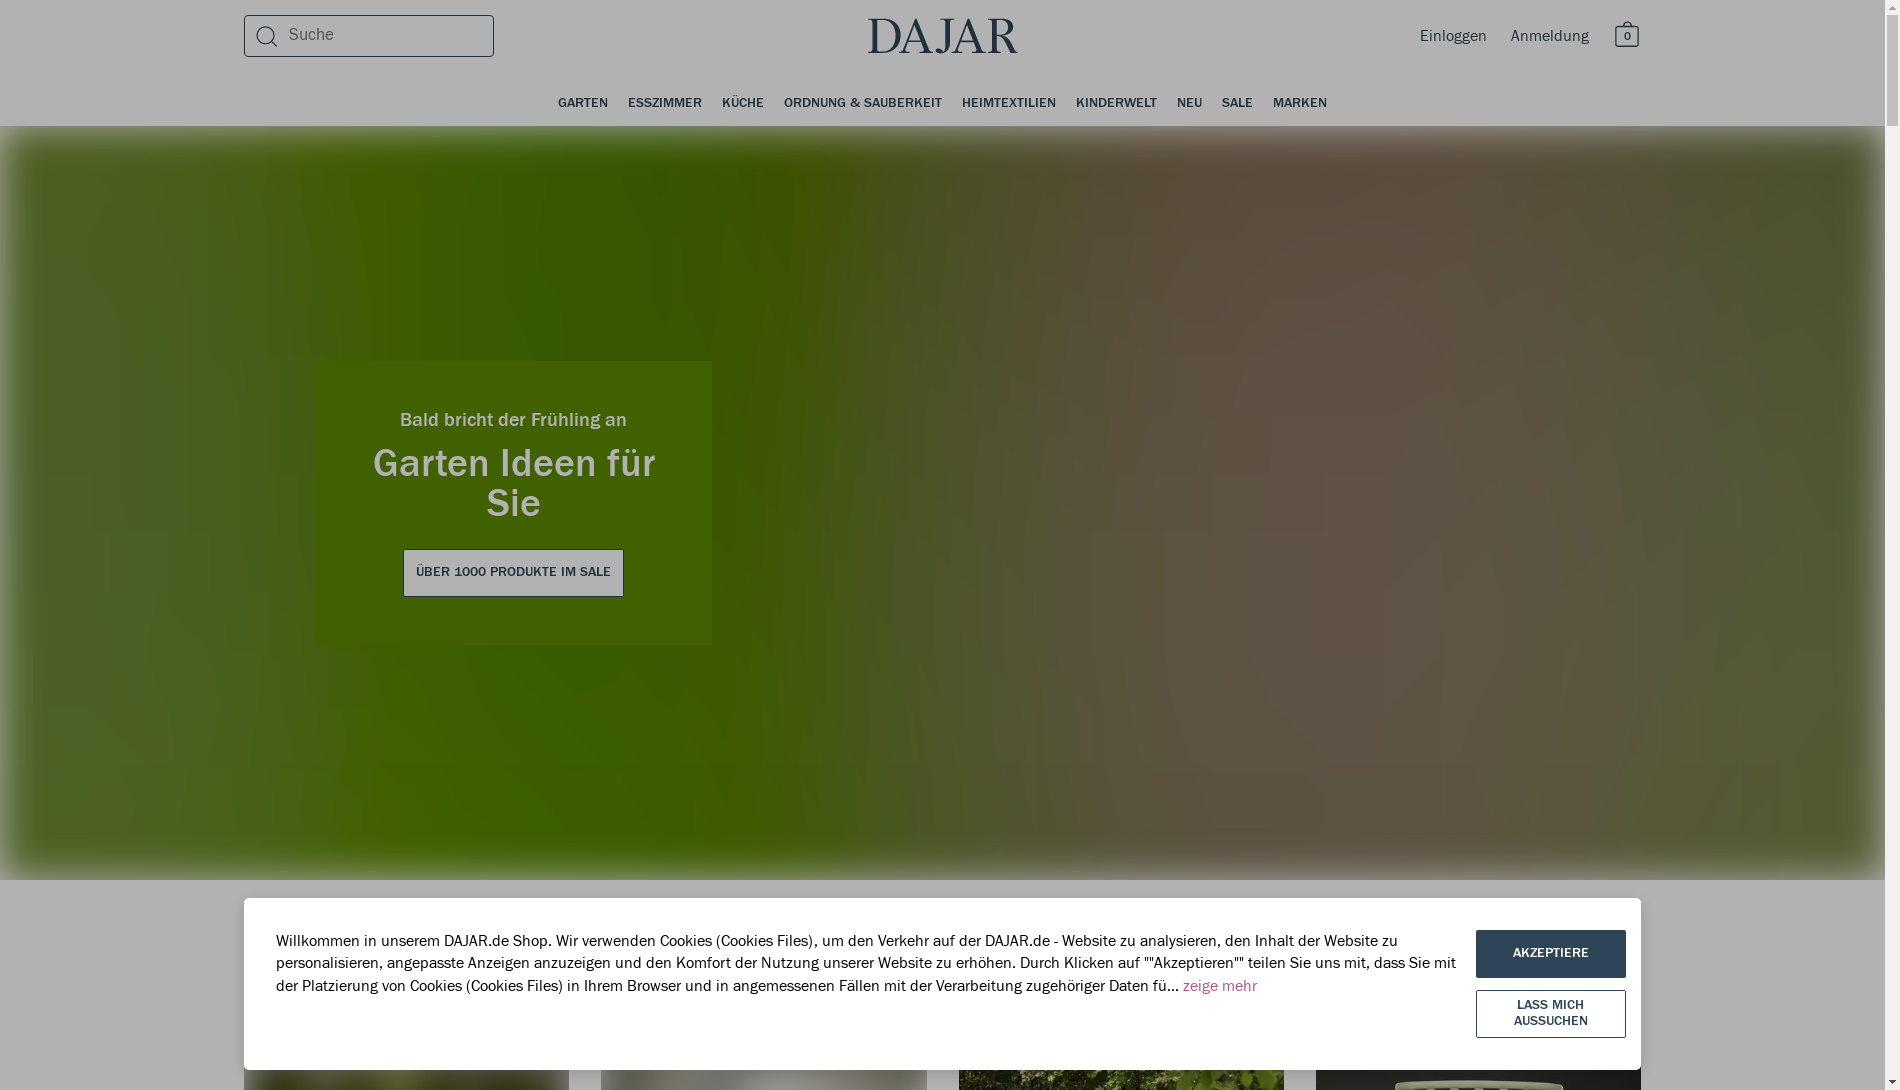 Suche
DAJAR
Einloggen
Anmeldung
0
GARTEN
ESSZIMMER
KÜCHE
ORDNUNG & SAUBERKEIT
HEIMTEXTILIEN
KINDERWELT
NEU
SALE
MARKEN
Bald bricht der Frühling an
Garten Ideen für
Sie
ÜBER 1000 PRODUKTE IM SALE
Willkommen in unserem DAJAR.de Shop. Wir verwenden Cookies (Cookies Files), um den Verkehr auf der DAJAR.de - Website zu analysieren, den Inhalt der Website zu
personalisieren, angepasste Anzeigen anzuzeigen und den Komfort der Nutzung unserer Website zu erhöhen. Durch Klicken auf ""Akzeptieren"" teilen Sie uns mit, dass Sie mit
der Platzierung von Cookies (Cookies Files) in Ihrem Browser und in angemessenen Fällen mit der Verarbeitung zugehöriger Daten fü... zeige mehr
AKZEPTIERE
LASS MICH
AUSSUCHEN